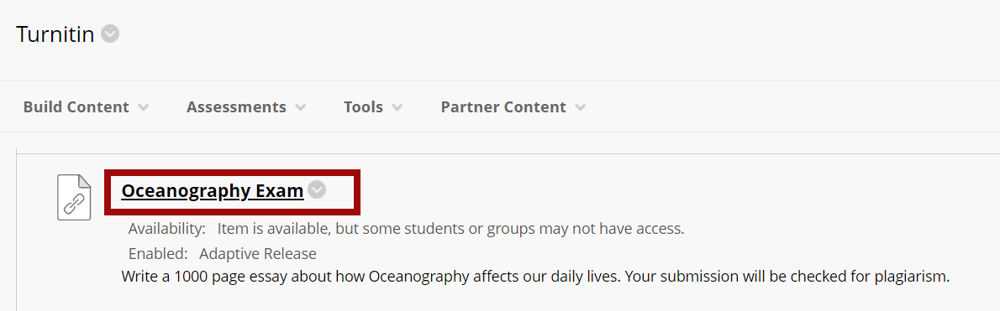 Turnitin
Build Content Assessments Tools Partner Content
Oceanography Exam
Availability: Item is available, but some students or groups may not have access.
Enabled: Adaptive Release
Write a 1000 page essay about how Oceanography affects our daily lives. Your submission will be checked for plagiarism.